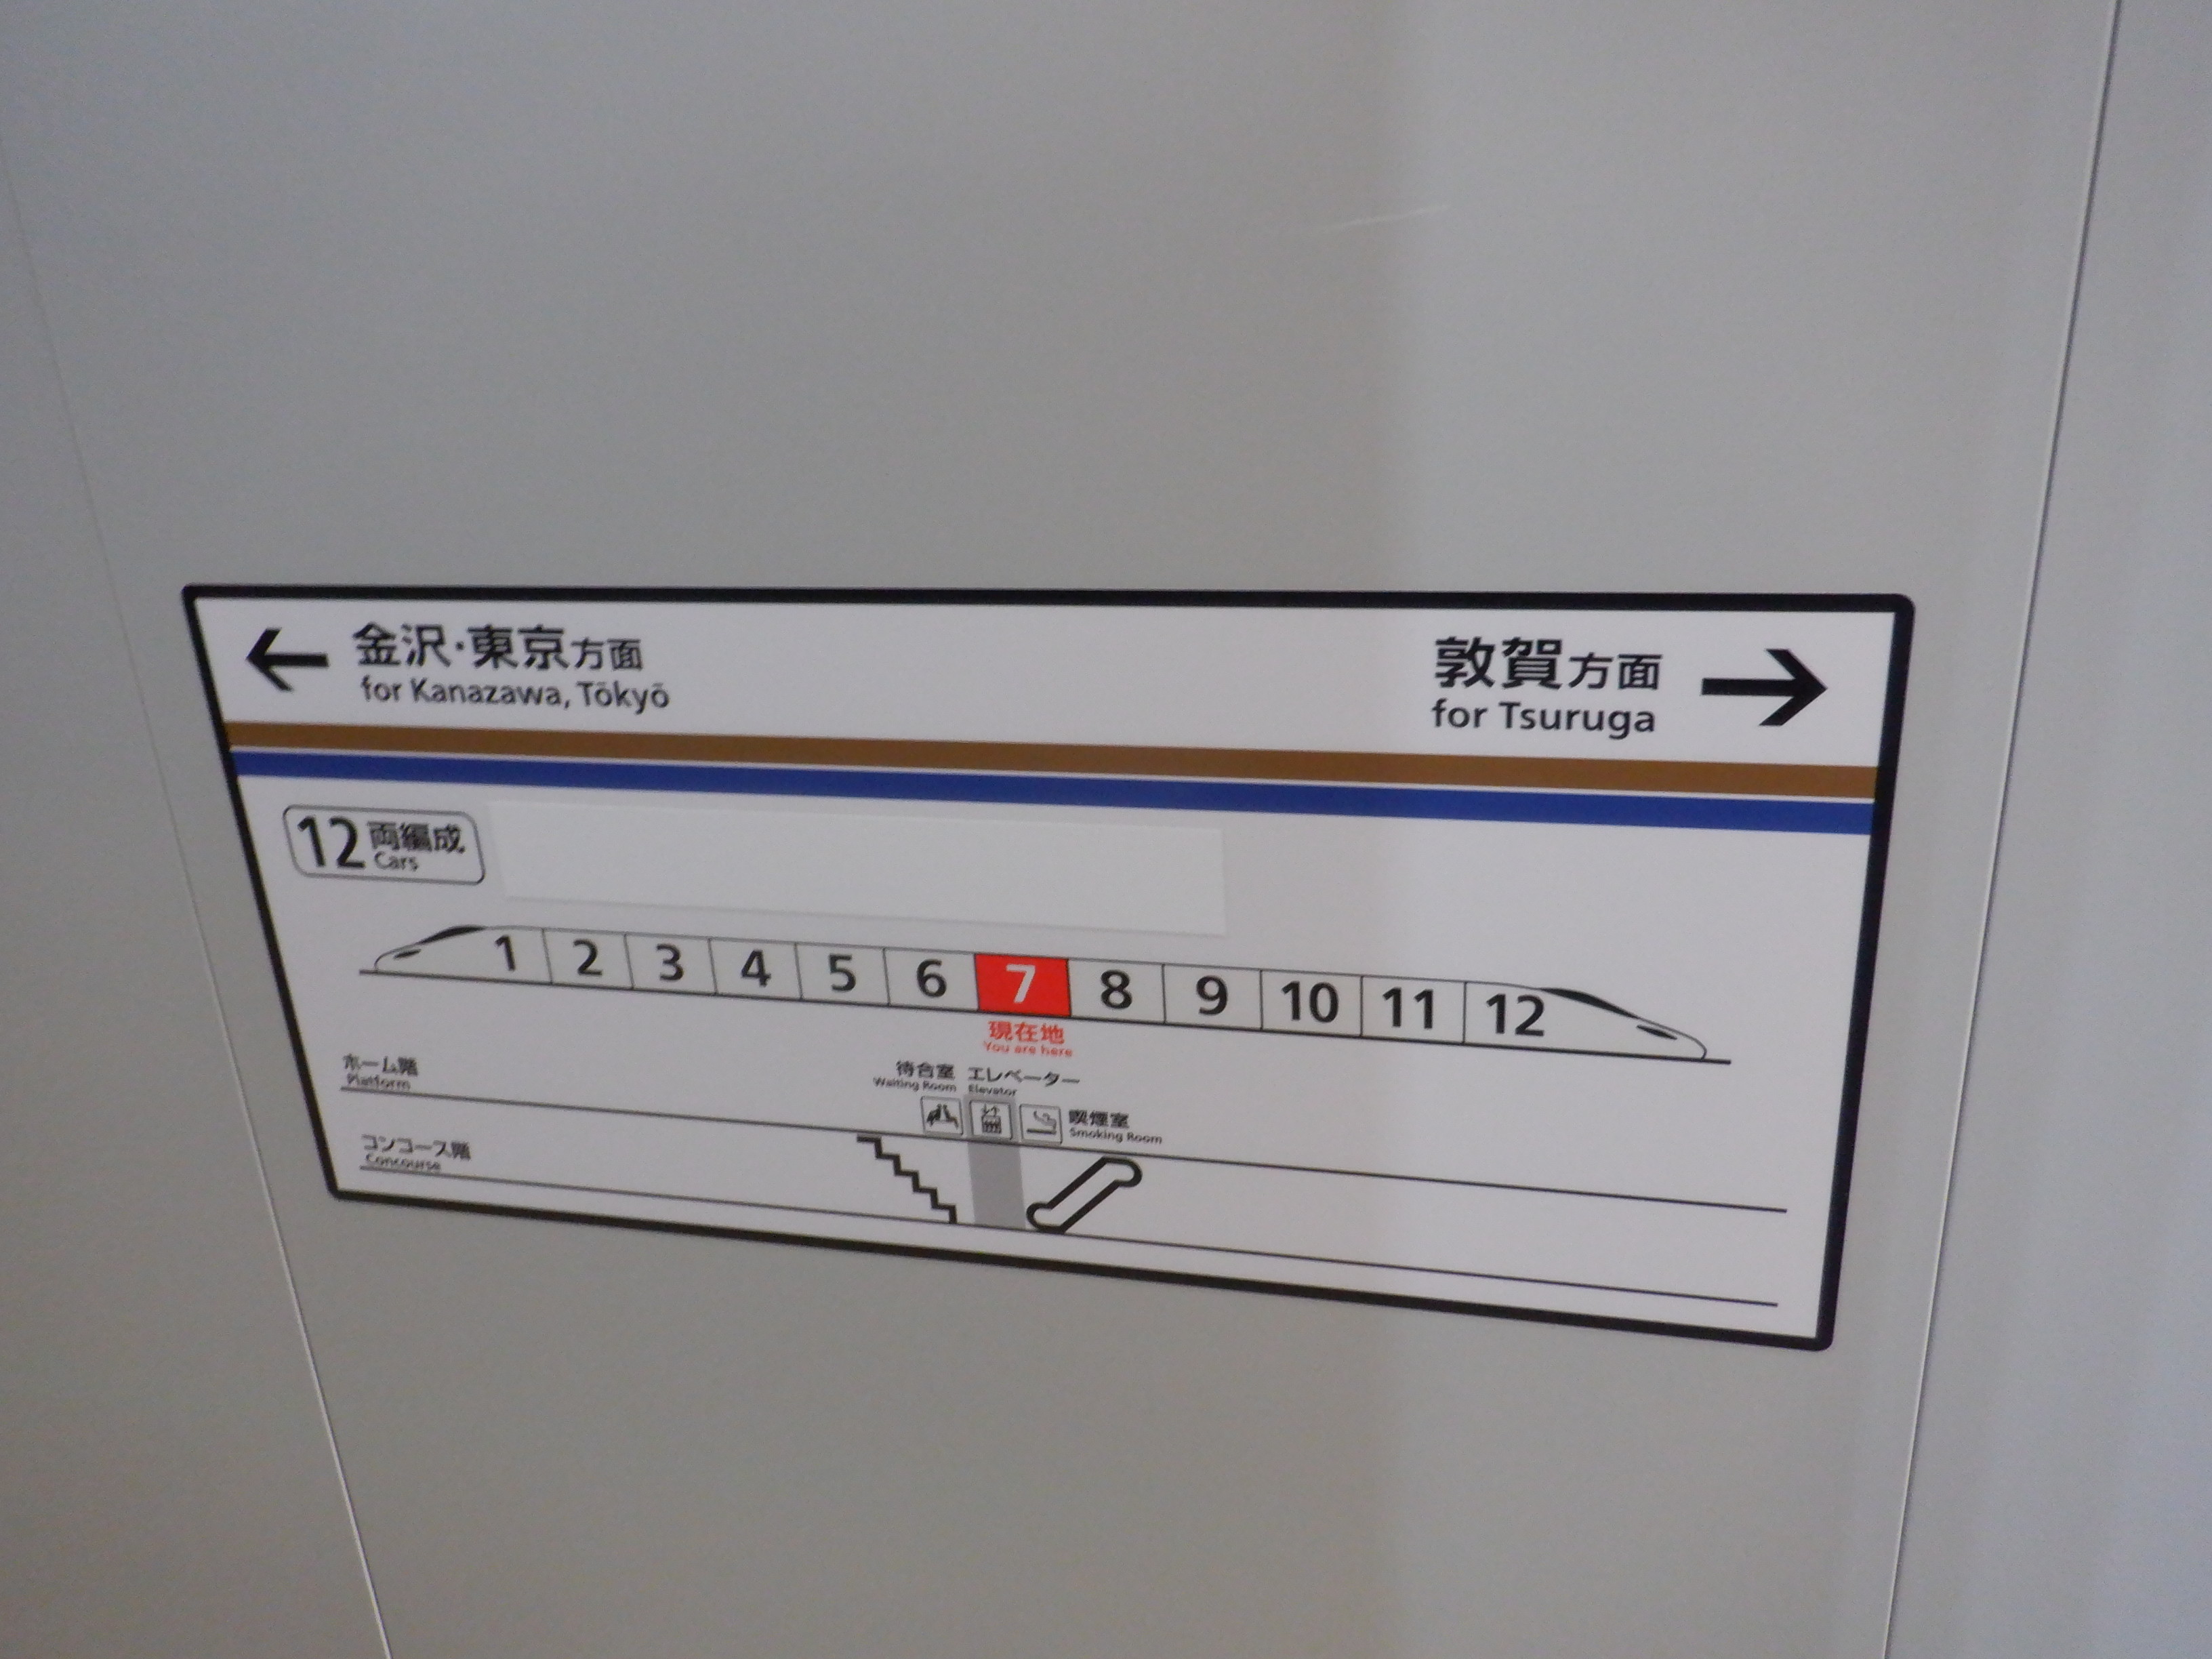 金沢・東京方面
for Kanazawa, Tōkyō
敦賀方面
for Tsuruga
12両編成
Cars
1 2 3 4 5 6 7 8 9 10 11 12
現在地
You are here
ホーム階
Platform
待合室 エレベーター
Waiting Room Elevator
喫煙室
Smoking Room
コンコース階
Concourse